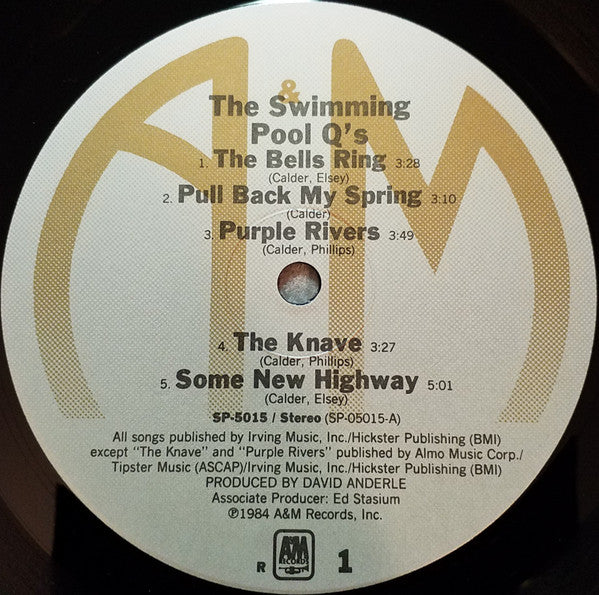 &
The Swimming
Pool Q's
1. The Bells Ring 3:28
(Calder, Elsey)
2. Pull Back My Spring 3:10
(Calder)
3. Purple Rivers 3:49
(Calder, Phillips)
4. The Knave 3:27
(Calder, Phillips)
5. Some New Highway 5:01
(Calder, Elsey)
SP-5015 / Stereo (SP-05015-A)
All songs published by Irving Music, Inc./Hickster Publishing (BMI)
except "The Knave" and "Purple Rivers" published by Almo Music Corp./
Tipster Music (ASCAP)/Irving Music, Inc./Hickster Publishing (BMI)
PRODUCED BY DAVID ANDERLE
Associate Producer: Ed Stasium
℗1984 A&M Records, Inc.
R A&M RECORDS 1
A M